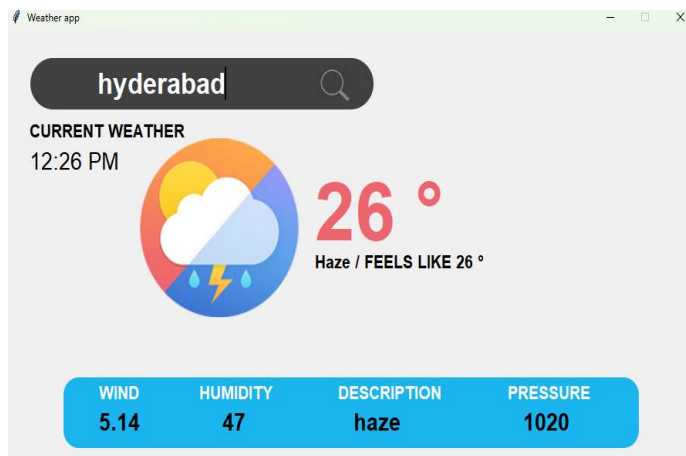 Weather app
hyderabad
CURRENT WEATHER
12:26 PM
26 °
Haze / FEELS LIKE 26 °
WIND HUMIDITY DESCRIPTION PRESSURE
5.14 47 haze 1020